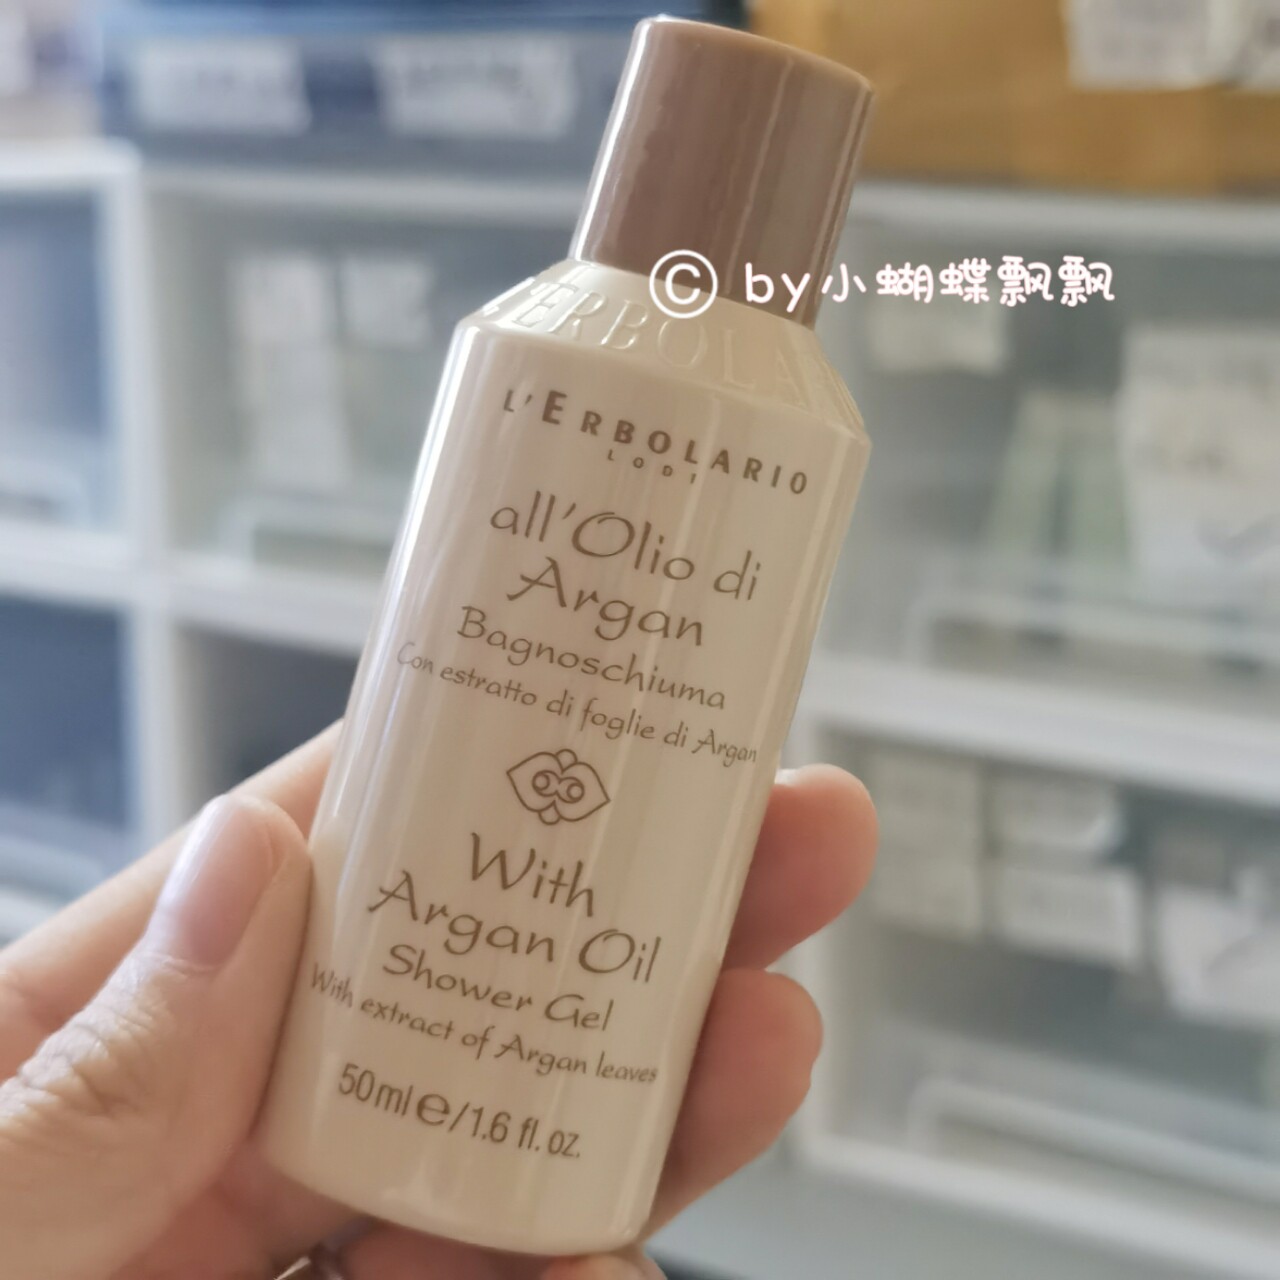 © by小蝴蝶飘飘
L'ERBOLA
L'ERBOLARIO
LODI
all'Olio di
Argan
Bagnoschiuma
Con estratto di foglie di Argan
With
Argan Oil
Shower Gel
With extract of Argan leaves
50ml e/1.6 fl. oz.